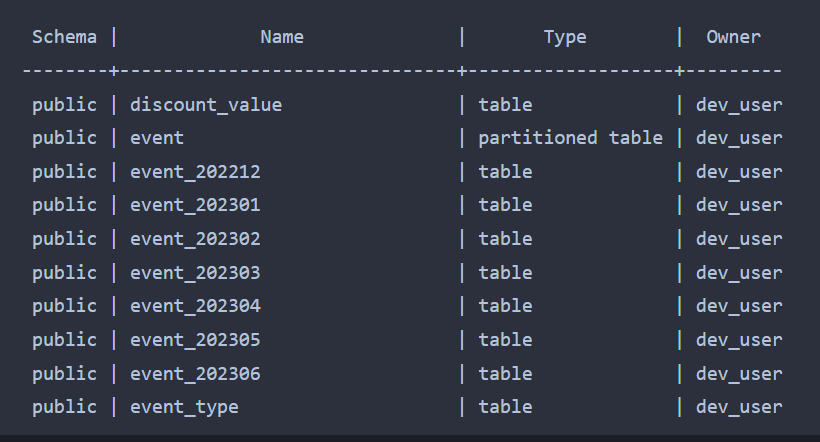 Schema |             Name              |       Type        |  Owner
--------+-------------------------------+-------------------+---------
public | discount_value                | table             | dev_user
public | event                         | partitioned table | dev_user
public | event_202212                  | table             | dev_user
public | event_202301                  | table             | dev_user
public | event_202302                  | table             | dev_user
public | event_202303                  | table             | dev_user
public | event_202304                  | table             | dev_user
public | event_202305                  | table             | dev_user
public | event_202306                  | table             | dev_user
public | event_type                    | table             | dev_user